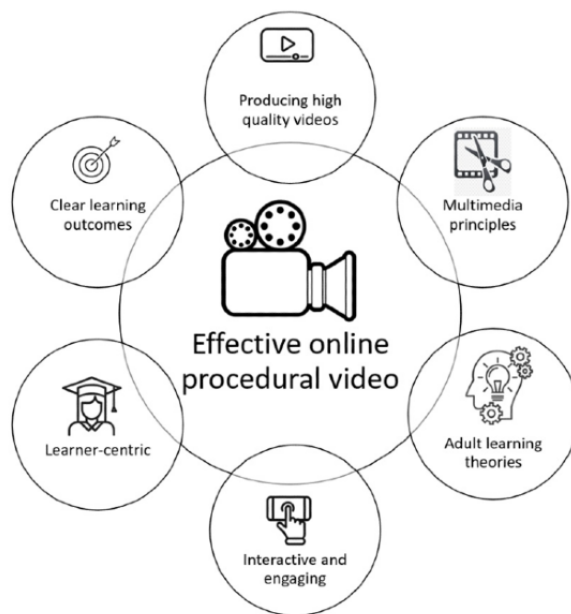 Producing high
quality videos
Clear learning
outcomes
Multimedia
principles
Effective online
procedural video
Learner-centric
Adult learning
theories
Interactive and
engaging